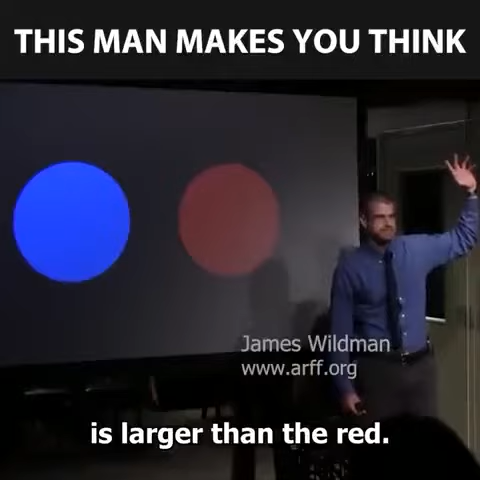 THIS MAN MAKES YOU THINK
James Wildman
www.arff.org
is larger than the red.